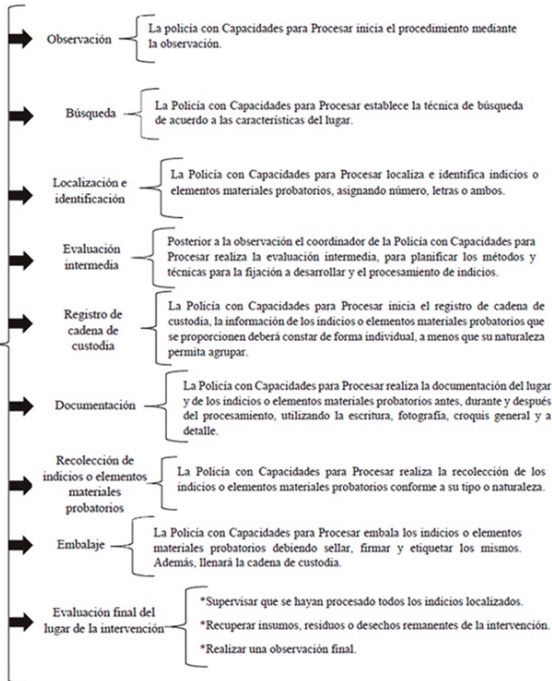 Observación
La policía con Capacidades para Procesar inicia el procedimiento mediante
la observación.
Búsqueda
La Policía con Capacidades para Procesar establece la técnica de búsqueda
de acuerdo a las características del lugar.
Localización e
identificación
La Policía con Capacidades para Procesar localiza e identifica indicios o
elementos materiales probatorios, asignando número, letras o ambos.
Evaluación
intermedia
Posterior a la observación el coordinador de la Policía con Capacidades para
Procesar realiza la evaluación intermedia, para planificar los métodos y
técnicas para la fijación a desarrollar y el procesamiento de indicios.
Registro de
cadena de
custodia
La Policía con Capacidades para Procesar inicia el registro de cadena de
custodia, la información de los indicios o elementos materiales probatorios que
se proporcionen deberá constar de forma individual, a menos que su naturaleza
permita agrupar.
Documentación
La Policía con Capacidades para Procesar realiza la documentación del lugar
y de los indicios o elementos materiales probatorios antes, durante y después
del procesamiento, utilizando la escritura, fotografía, croquis general y a
detalle.
Recolección de
indicios o elementos
materiales
probatorios
La Policía con Capacidades para Procesar realiza la recolección de los
indicios o elementos materiales probatorios conforme a su tipo o naturaleza.
Embalaje
La Policía con Capacidades para Procesar embala los indicios o elementos
materiales probatorios debiendo sellar, firmar y etiquetar los mismos.
Además, llenará la cadena de custodia.
Evaluación final del
lugar de la intervención
*Supervisar que se hayan procesado todos los indicios localizados.
*Recuperar insumos, residuos o desechos remanentes de la intervención.
*Realizar una observación final.